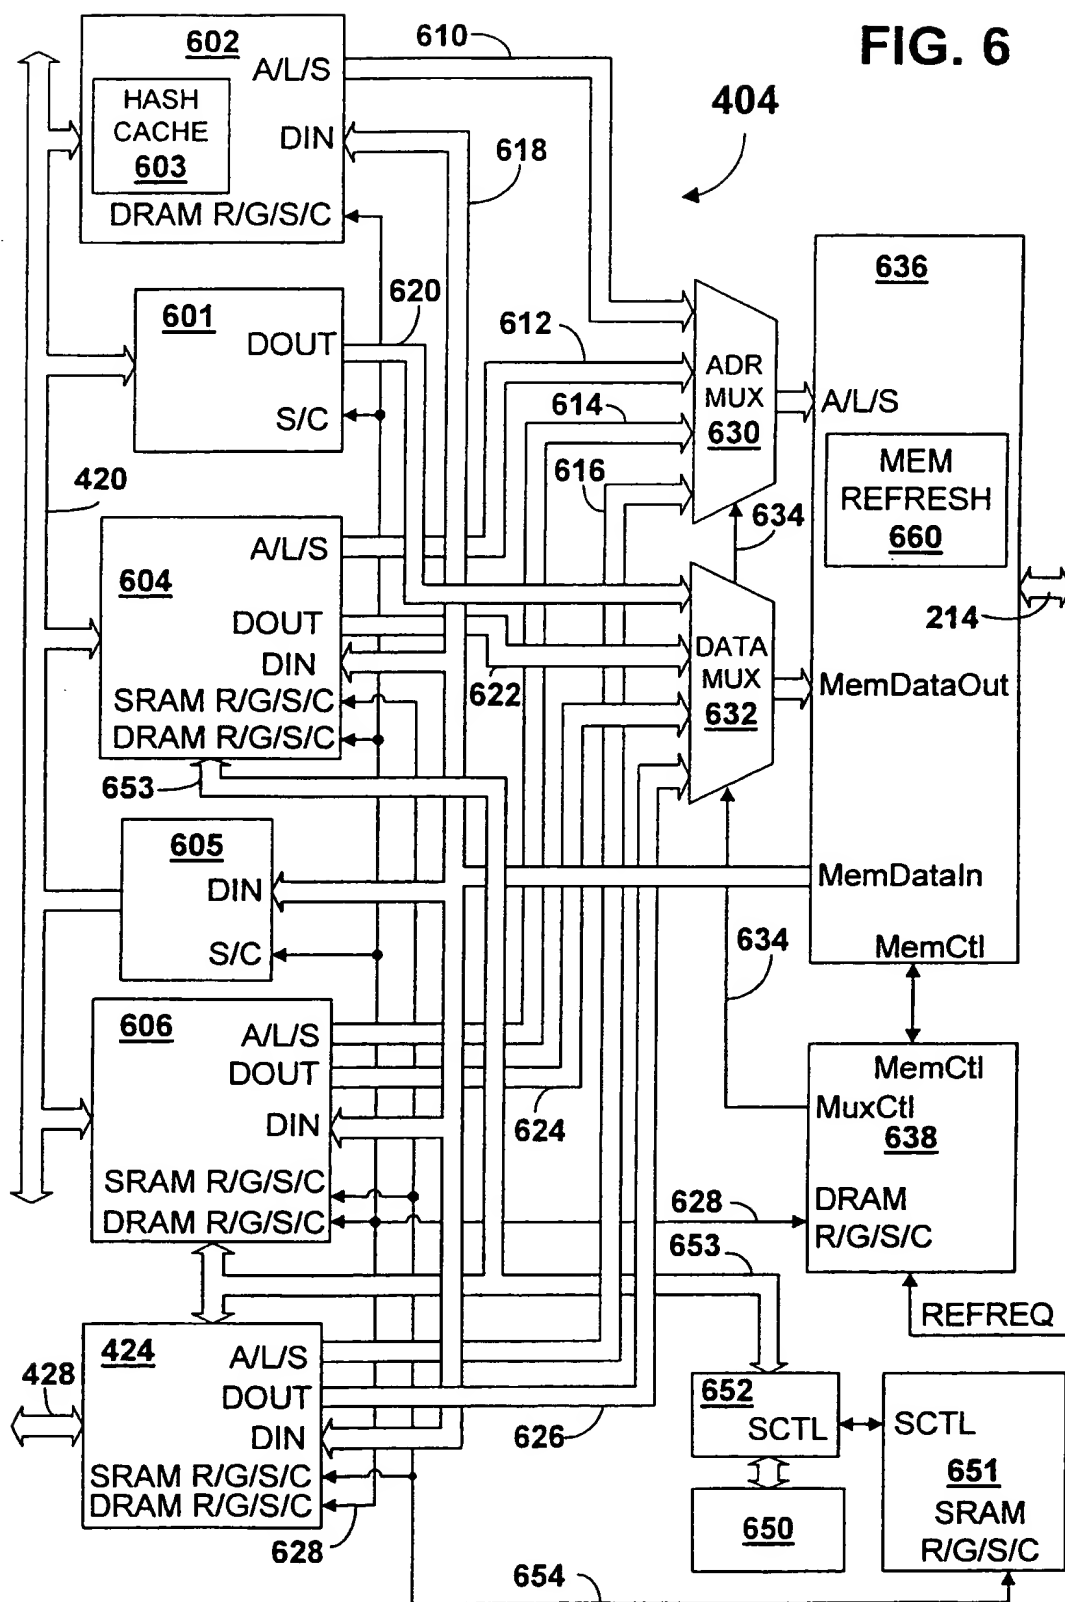 FIG. 6
404
602
A/L/S
HASH
CACHE
603
DIN
DRAM R/G/S/C
610
618
601
DOUT
S/C
620
612
614
616
420
604
A/L/S
DOUT
DIN
SRAM R/G/S/C
DRAM R/G/S/C
622
653
605
DIN
S/C
606
A/L/S
DOUT
DIN
SRAM R/G/S/C
DRAM R/G/S/C
624
424
A/L/S
DOUT
DIN
SRAM R/G/S/C
DRAM R/G/S/C
428
626
628
ADR
MUX
630
634
DATA
MUX
632
634
636
A/L/S
MEM
REFRESH
660
214
MemDataOut
MemDataIn
MemCtl
MemCtl
MuxCtl
638
DRAM
R/G/S/C
628
653
REFREQ
652
SCTL
650
SCTL
651
SRAM
R/G/S/C
654